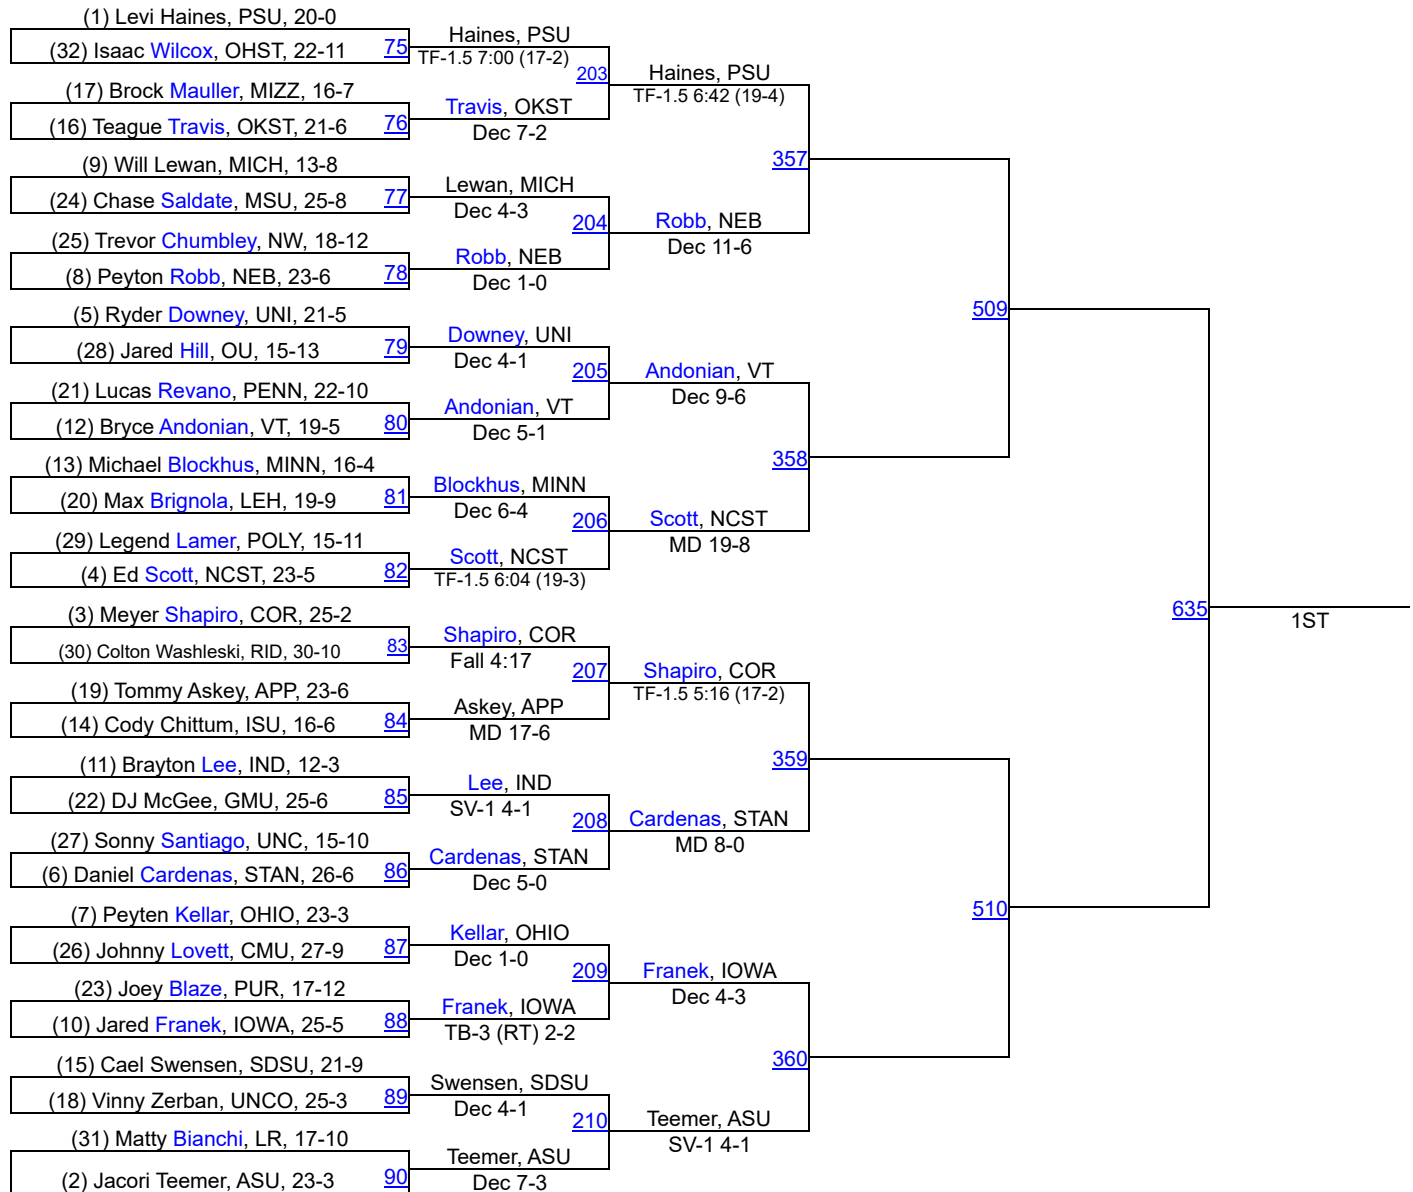 (1) Levi Haines, PSU, 20-0
(32) Isaac Wilcox, OHST, 22-11
75
(17) Brock Mauller, MIZZ, 16-7
(16) Teague Travis, OKST, 21-6
76
(9) Will Lewan, MICH, 13-8
(24) Chase Saldate, MSU, 25-8
77
(25) Trevor Chumbley, NW, 18-12
(8) Peyton Robb, NEB, 23-6
78
(5) Ryder Downey, UNI, 21-5
(28) Jared Hill, OU, 15-13
79
(21) Lucas Revano, PENN, 22-10
(12) Bryce Andonian, VT, 19-5
80
(13) Michael Blockhus, MINN, 16-4
(20) Max Brignola, LEH, 19-9
81
(29) Legend Lamer, POLY, 15-11
(4) Ed Scott, NCST, 23-5
82
(3) Meyer Shapiro, COR, 25-2
(30) Colton Washleski, RID, 30-10
83
(19) Tommy Askey, APP, 23-6
(14) Cody Chittum, ISU, 16-6
84
(11) Brayton Lee, IND, 12-3
(22) DJ McGee, GMU, 25-6
85
(27) Sonny Santiago, UNC, 15-10
(6) Daniel Cardenas, STAN, 26-6
86
(7) Peyten Kellar, OHIO, 23-3
(26) Johnny Lovett, CMU, 27-9
87
(23) Joey Blaze, PUR, 17-12
(10) Jared Franek, IOWA, 25-5
88
(15) Cael Swensen, SDSU, 21-9
(18) Vinny Zerban, UNCO, 25-3
89
(31) Matty Bianchi, LR, 17-10
(2) Jacori Teemer, ASU, 23-3
90
Haines, PSU
TF-1.5 7:00 (17-2)
203
Travis, OKST
Dec 7-2
Lewan, MICH
Dec 4-3
204
Robb, NEB
Dec 1-0
Downey, UNI
Dec 4-1
205
Andonian, VT
Dec 5-1
Blockhus, MINN
Dec 6-4
206
Scott, NCST
TF-1.5 6:04 (19-3)
Shapiro, COR
Fall 4:17
207
Askey, APP
MD 17-6
Lee, IND
SV-1 4-1
208
Cardenas, STAN
Dec 5-0
Kellar, OHIO
Dec 1-0
209
Franek, IOWA
TB-3 (RT) 2-2
Swensen, SDSU
Dec 4-1
210
Teemer, ASU
Dec 7-3
Haines, PSU
TF-1.5 6:42 (19-4)
357
Robb, NEB
Dec 11-6
Andonian, VT
Dec 9-6
358
Scott, NCST
MD 19-8
Shapiro, COR
TF-1.5 5:16 (17-2)
359
Cardenas, STAN
MD 8-0
Franek, IOWA
Dec 4-3
360
Teemer, ASU
SV-1 4-1
509
510
635
1ST